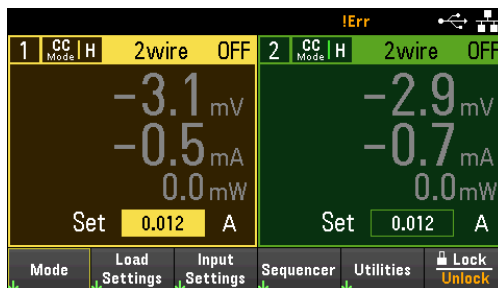 !Err
1 CC Mode H 2wire OFF 2 CC Mode H 2wire OFF
−3.1 mV −2.9 mV
−0.5 mA −0.7 mA
0.0 mW 0.0 mW
Set 0.012 A Set 0.012 A
Mode Load Settings Input Settings Sequencer Utilities Lock Unlock